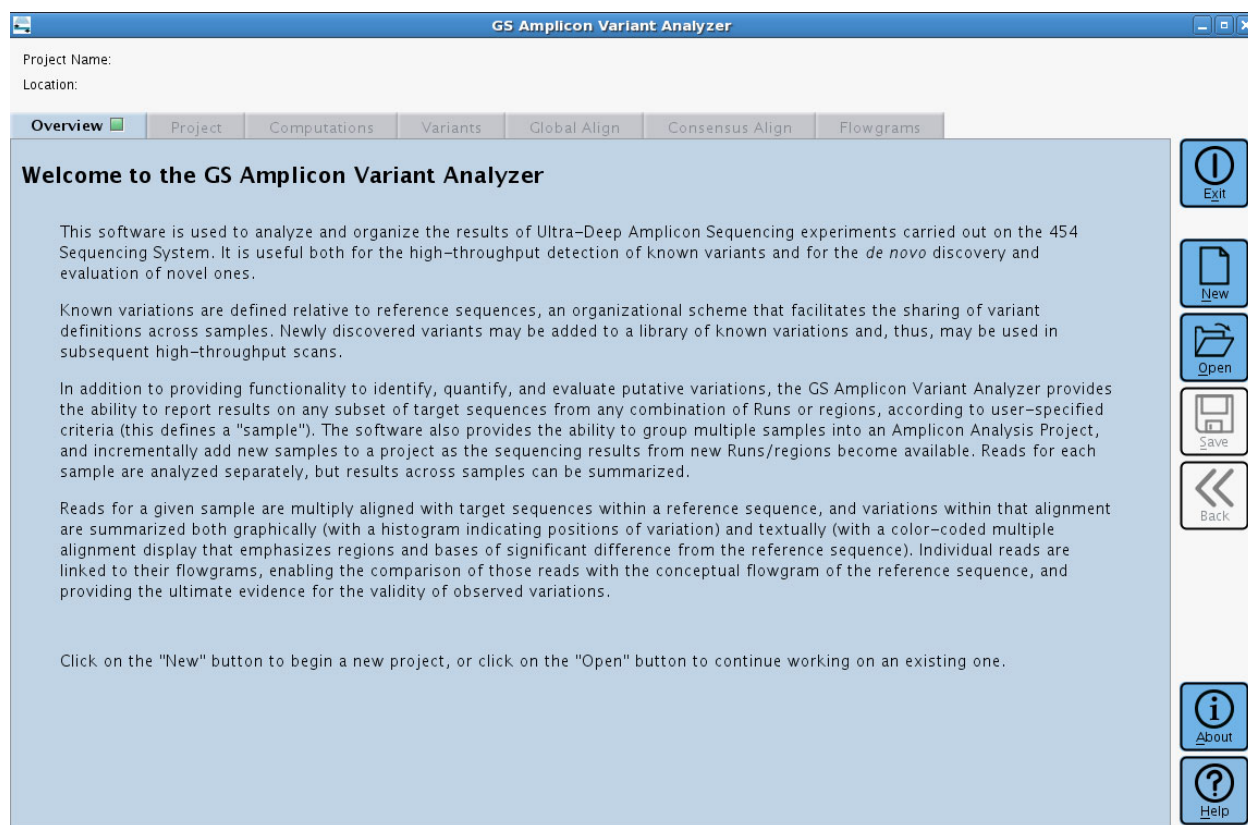 GS Amplicon Variant Analyzer
Project Name:
Location:
Overview Project Computations Variants Global Align Consensus Align Flowgrams
Welcome to the GS Amplicon Variant Analyzer
This software is used to analyze and organize the results of Ultra–Deep Amplicon Sequencing experiments carried out on the 454
Sequencing System. It is useful both for the high–throughput detection of known variants and for the de novo discovery and
evaluation of novel ones.
Known variations are defined relative to reference sequences, an organizational scheme that facilitates the sharing of variant
definitions across samples. Newly discovered variants may be added to a library of known variations and, thus, may be used in
subsequent high–throughput scans.
In addition to providing functionality to identify, quantify, and evaluate putative variations, the GS Amplicon Variant Analyzer provides
the ability to report results on any subset of target sequences from any combination of Runs or regions, according to user–specified
criteria (this defines a "sample"). The software also provides the ability to group multiple samples into an Amplicon Analysis Project,
and incrementally add new samples to a project as the sequencing results from new Runs/regions become available. Reads for each
sample are analyzed separately, but results across samples can be summarized.
Reads for a given sample are multiply aligned with target sequences within a reference sequence, and variations within that alignment
are summarized both graphically (with a histogram indicating positions of variation) and textually (with a color–coded multiple
alignment display that emphasizes regions and bases of significant difference from the reference sequence). Individual reads are
linked to their flowgrams, enabling the comparison of those reads with the conceptual flowgram of the reference sequence, and
providing the ultimate evidence for the validity of observed variations.
Click on the "New" button to begin a new project, or click on the "Open" button to continue working on an existing one.
Exit
New
Open
Save
Back
About
Help